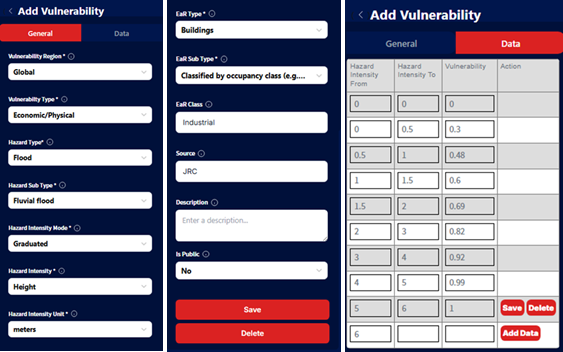 Add Vulnerability
General Data
Vulnerability Region *
Global
Vulnerability Type *
Economic/Physical
Hazard Type*
Flood
Hazard Sub Type *
Fluvial flood
Hazard Intensity Mode *
Graduated
Hazard Intensity *
Height
Hazard Intensity Unit *
meters
EaR Type *
Buildings
EaR Sub Type *
Classified by occupancy class (e.g....
EaR Class
Industrial
Source
JRC
Description
Enter a description...
Is Public
No
Save
Delete
Add Vulnerability
General Data
Hazard Intensity From Hazard Intensity To Vulnerability Action
0 0 0
0 0.5 0.3
0.5 1 0.48
1 1.5 0.6
1.5 2 0.69
2 3 0.82
3 4 0.92
4 5 0.99
5 6 1 Save Delete
6 Add Data